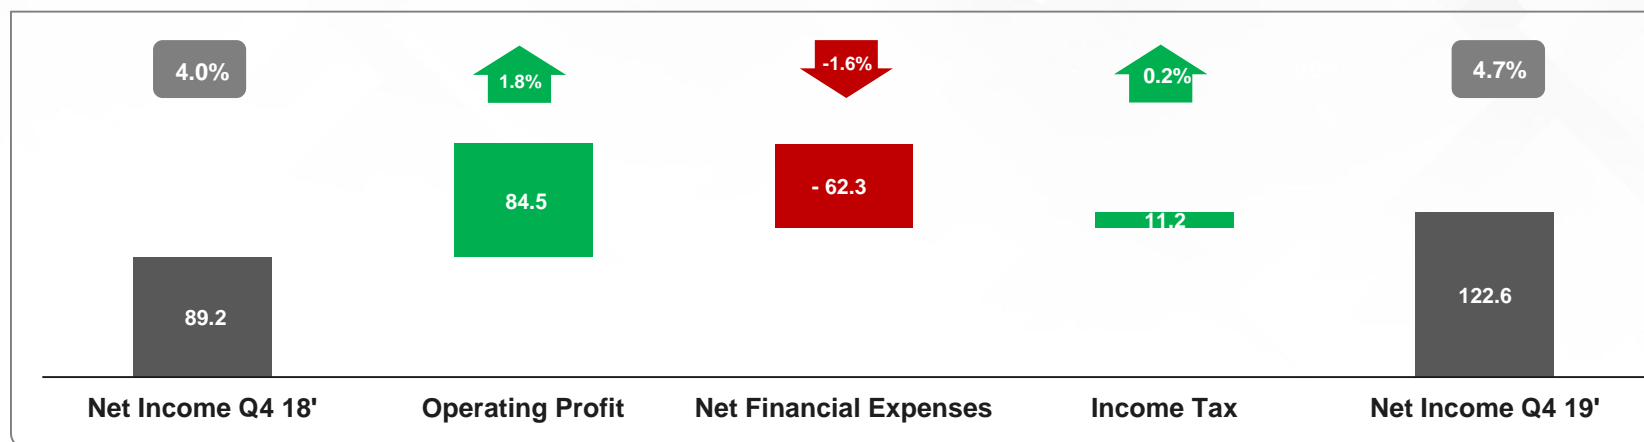 4.0%
1.8%
-1.6%
0.2%
4.7%
84.5
- 62.3
11.2
89.2
122.6
Net Income Q4 18'
Operating Profit
Net Financial Expenses
Income Tax
Net Income Q4 19'